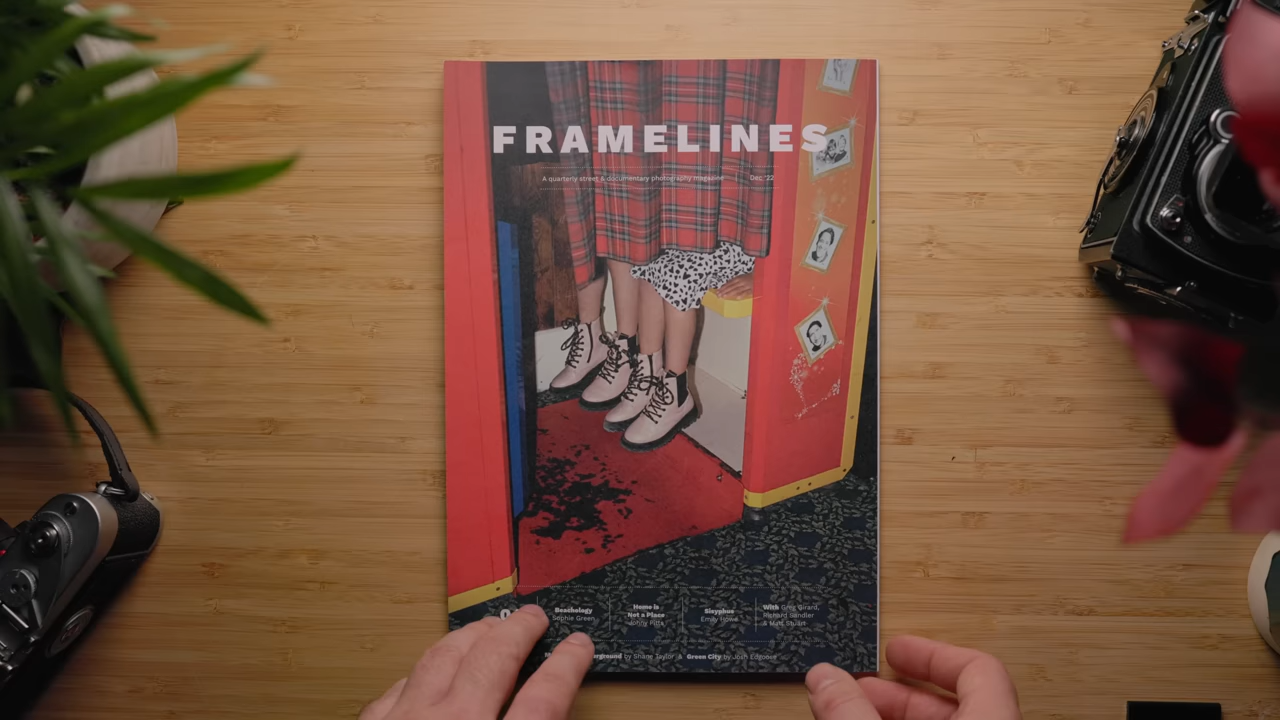 FRAMELINES
A quarterly street & documentary photography magazine Dec '22
Beachology
Sophie Green
Home is
Not a Place
Johny Pitts
Sisyphus
Emily Howe
With Greg Girard,
Richard Sandler
& Matt Stuart
by Shane Taylor & Green City by Josh Edgoose